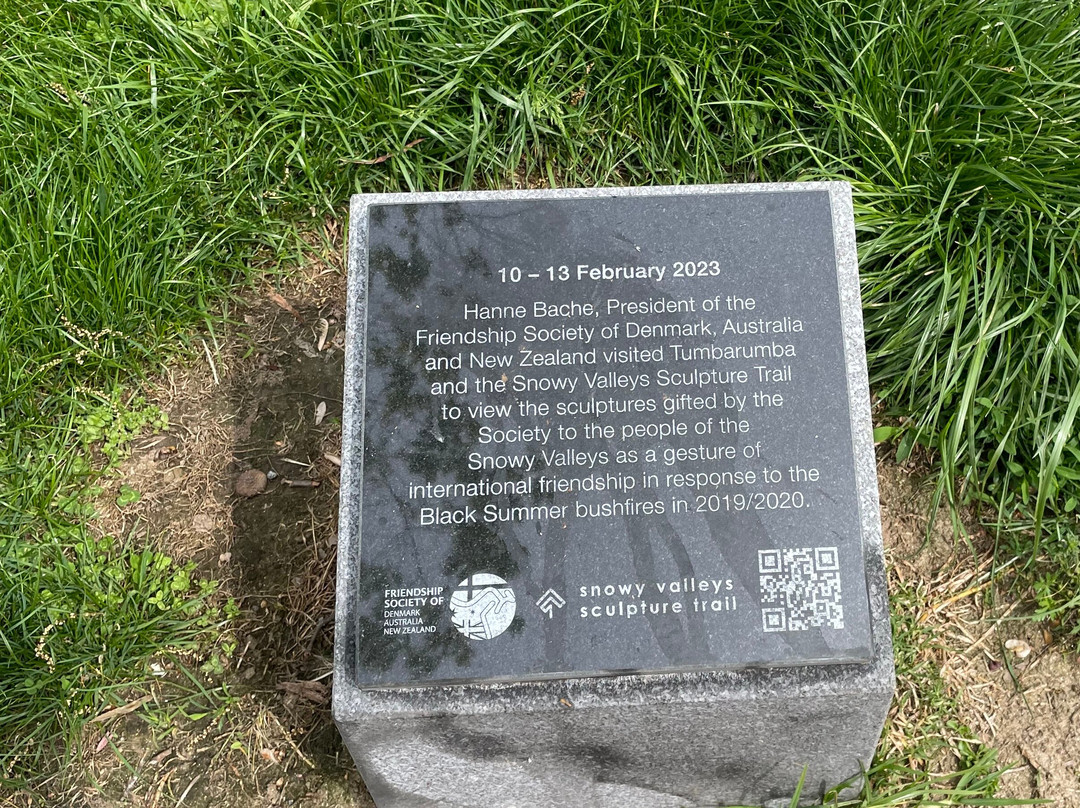 10 – 13 February 2023
Hanne Bache, President of the
Friendship Society of Denmark, Australia
and New Zealand visited Tumbarumba
and the Snowy Valleys Sculpture Trail
to view the sculptures gifted by the
Society to the people of the
Snowy Valleys as a gesture of
international friendship in response to the
Black Summer bushfires in 2019/2020.
FRIENDSHIP
SOCIETY OF
DENMARK
AUSTRALIA
NEW ZEALAND
snowy valleys
sculpture trail